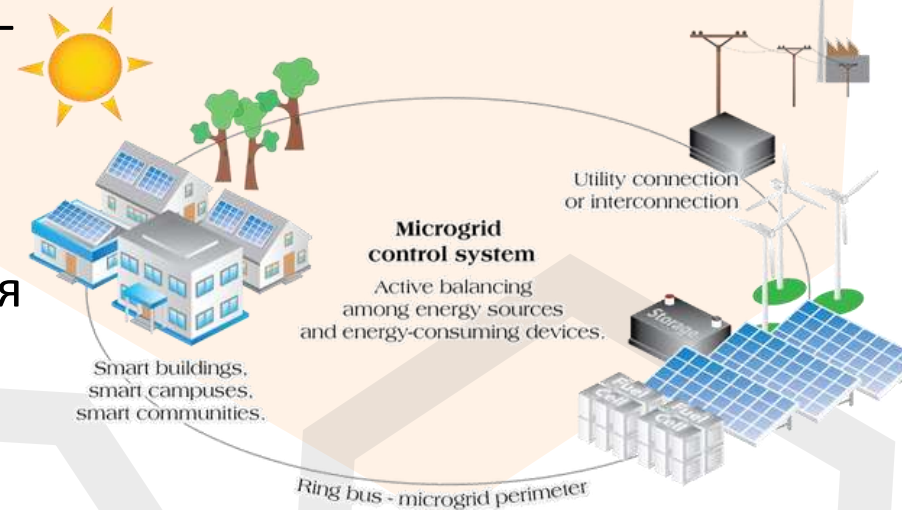 –
Utility connection
or interconnection
Microgrid
control system
Active balancing
among energy sources
and energy-consuming devices.
я
Storage
Smart buildings,
smart campuses,
smart communities.
Fuel
Cell
Fuel
Cell
Ring bus - microgrid perimeter